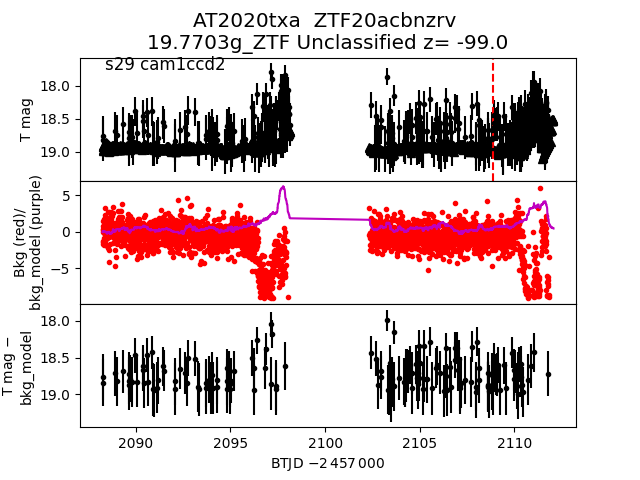 AT2020txa  ZTF20acbnzrv
19.7703g_ZTF Unclassified z= -99.0
s29 cam1ccd2
T mag
18.0
18.5
19.0
Bkg (red)/
bkg_model (purple)
5
0
−5
T mag −
bkg_model
18.0
18.5
19.0
2090
2095
2100
2105
2110
BTJD −2 457 000